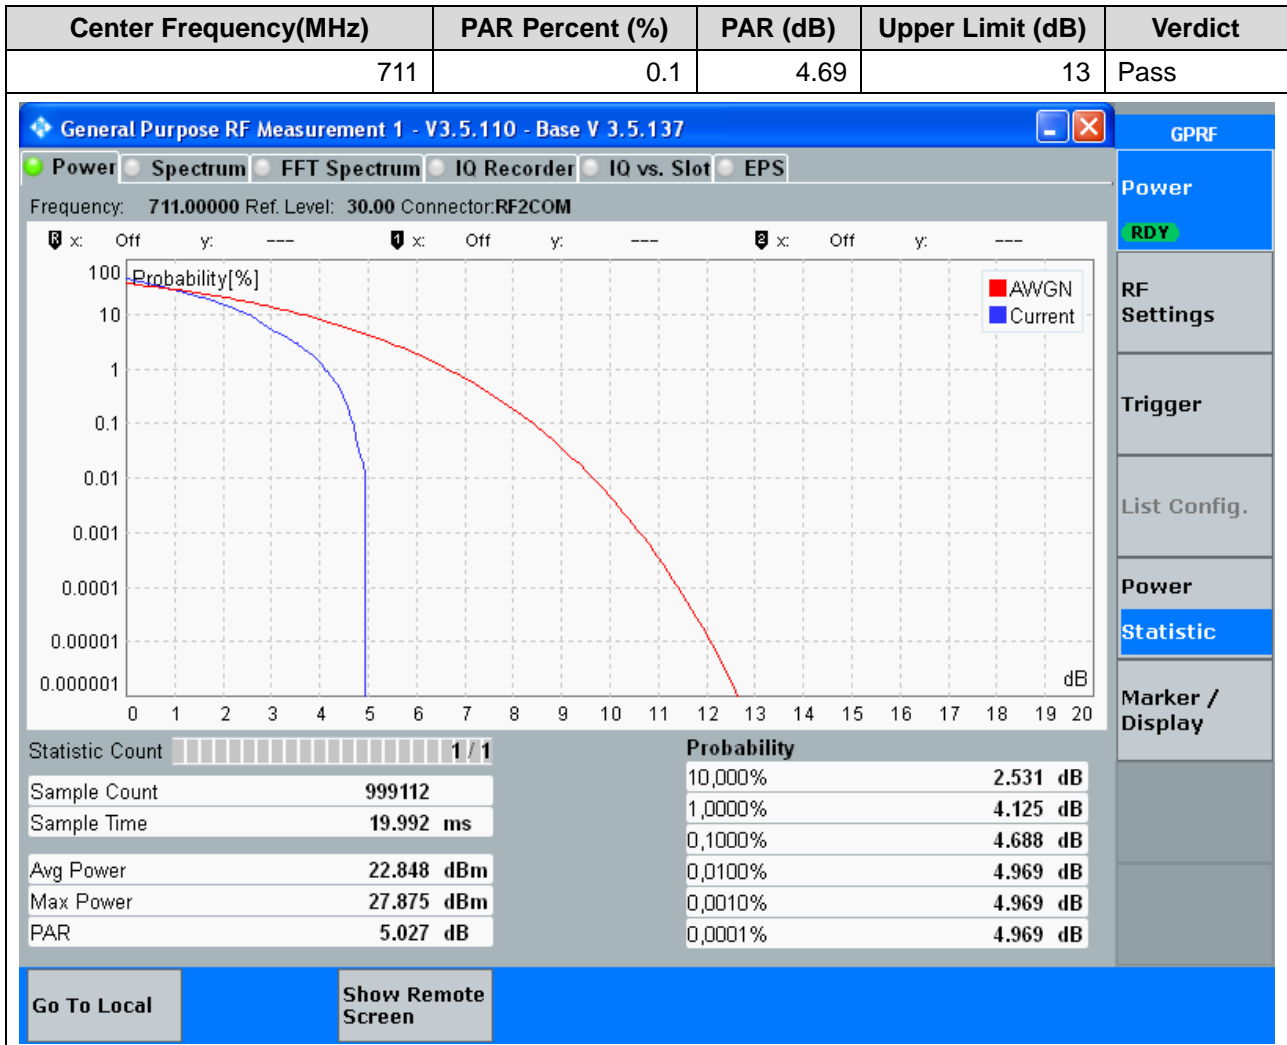 Center Frequency(MHz) PAR Percent (%) PAR (dB) Upper Limit (dB) Verdict
711 0.1 4.69 13 Pass
General Purpose RF Measurement 1 - V3.5.110 - Base V 3.5.137
GPRF
Power Spectrum FFT Spectrum IQ Recorder IQ vs. Slot EPS
Frequency: 711.00000 Ref. Level: 30.00 Connector:RF2COM
R x: Off y: --- 1 x: Off y: --- 2 x: Off y: ---
Probability[%]
AWGN
Current
100
10
1
0.1
0.01
0.001
0.0001
0.00001
0.000001
dB
0 1 2 3 4 5 6 7 8 9 10 11 12 13 14 15 16 17 18 19 20
Statistic Count 1 / 1
Sample Count 999112
Sample Time 19.992 ms
Avg Power 22.848 dBm
Max Power 27.875 dBm
PAR 5.027 dB
Probability
10,000% 2.531 dB
1,0000% 4.125 dB
0,1000% 4.688 dB
0,0100% 4.969 dB
0,0010% 4.969 dB
0,0001% 4.969 dB
Power
RDY
RF
Settings
Trigger
List Config.
Power
Statistic
Marker /
Display
Go To Local
Show Remote
Screen